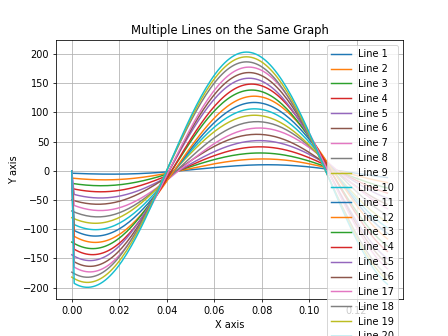 Multiple Lines on the Same Graph
Y axis
200
150
100
50
0
−50
−100
−150
−200
0.00
0.02
0.04
0.06
0.08
0.10
X axis
Line 1
Line 2
Line 3
Line 4
Line 5
Line 6
Line 7
Line 8
Line 9
Line 10
Line 11
Line 12
Line 13
Line 14
Line 15
Line 16
Line 17
Line 18
Line 19
Line 20